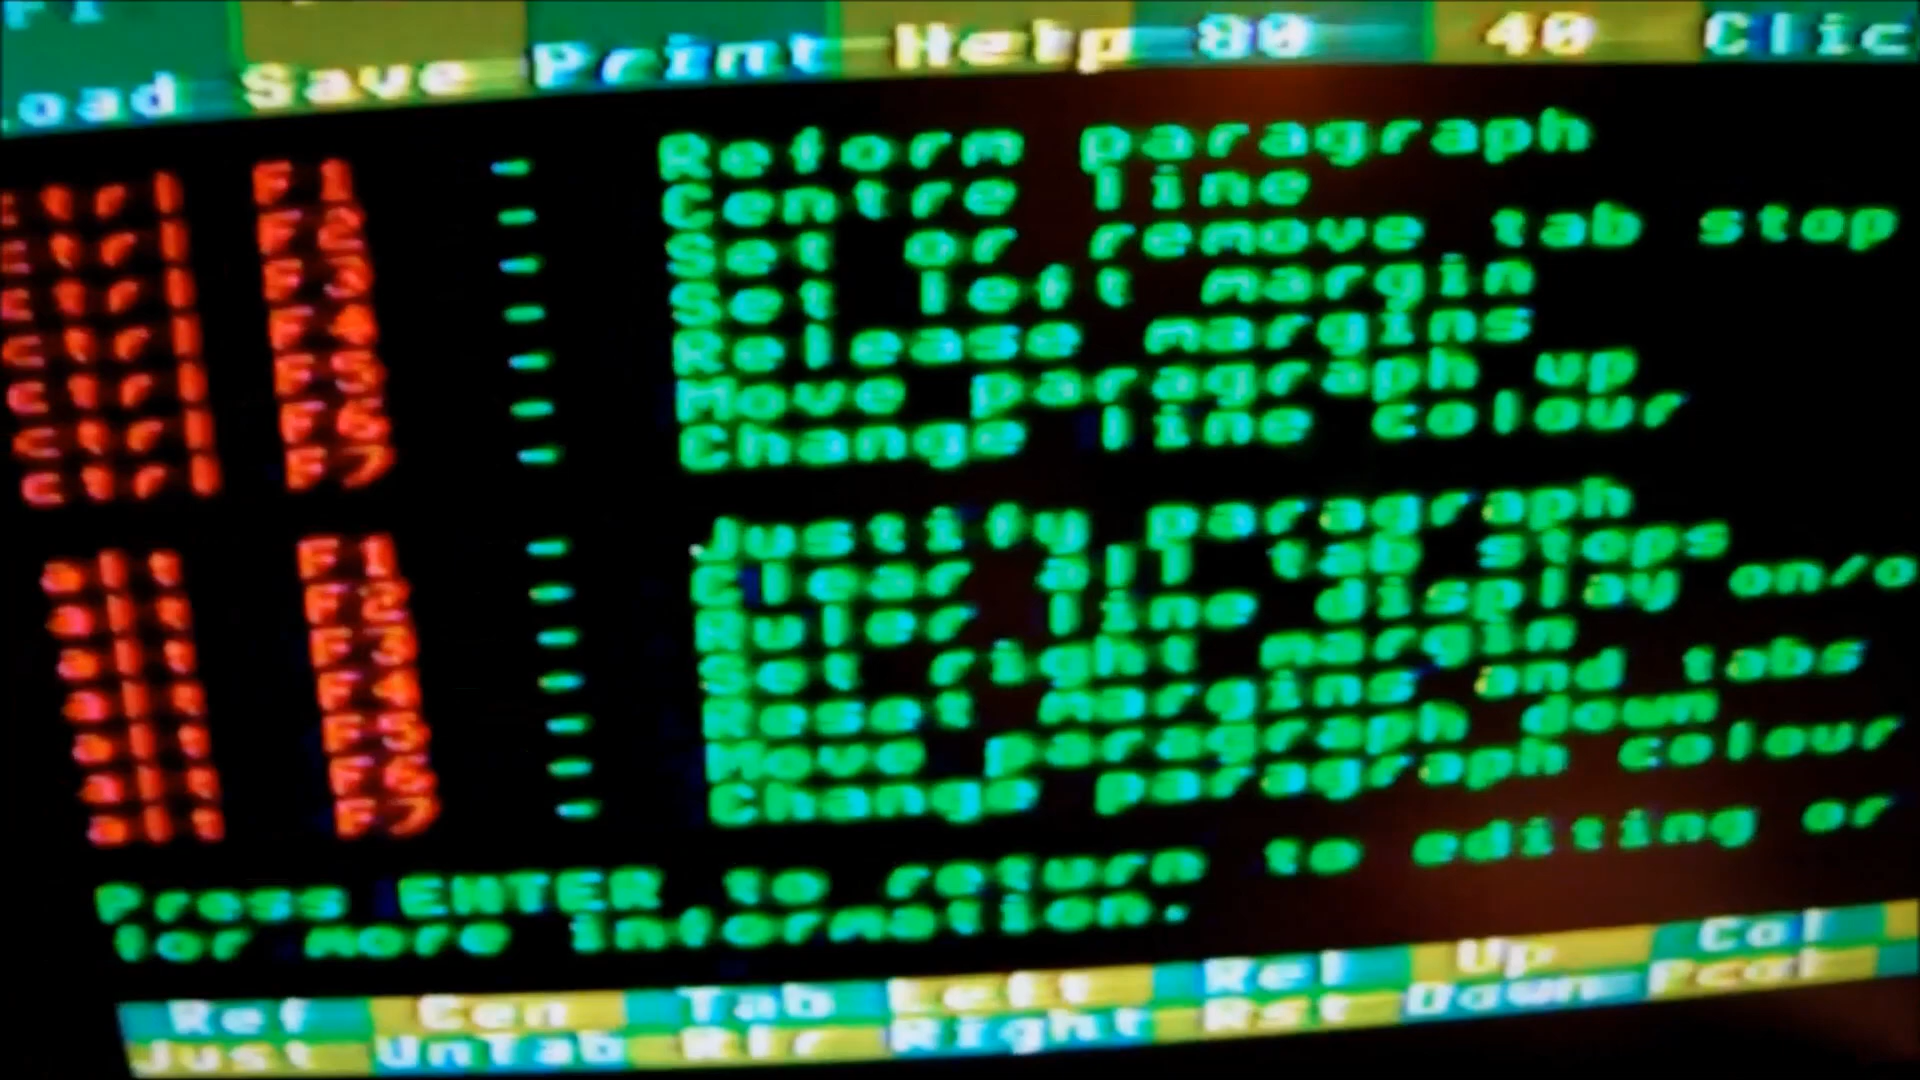 F1
oad Save Print Help 80 40 Clic
ctrl F1 - Reform paragraph
ctrl F2 - Centre line
ctrl F3 - Set or remove tab stop
ctrl F4 - Set left margin
ctrl F5 - Release margins
ctrl F6 - Move paragraph up
ctrl F7 - Change line colour
alt F1 - Justify paragraph
alt F2 - Clear all tab stops
alt F3 - Ruler line display on/o
alt F4 - Set right margin
alt F5 - Reset margins and tabs
alt F6 - Move paragraph down
alt F7 - Change paragraph colour
Press ENTER to return to editing or
for more information.
Ref Cen Tab Left Rel Up Col
Just UnTab Rlr Right Rst Down Pcol